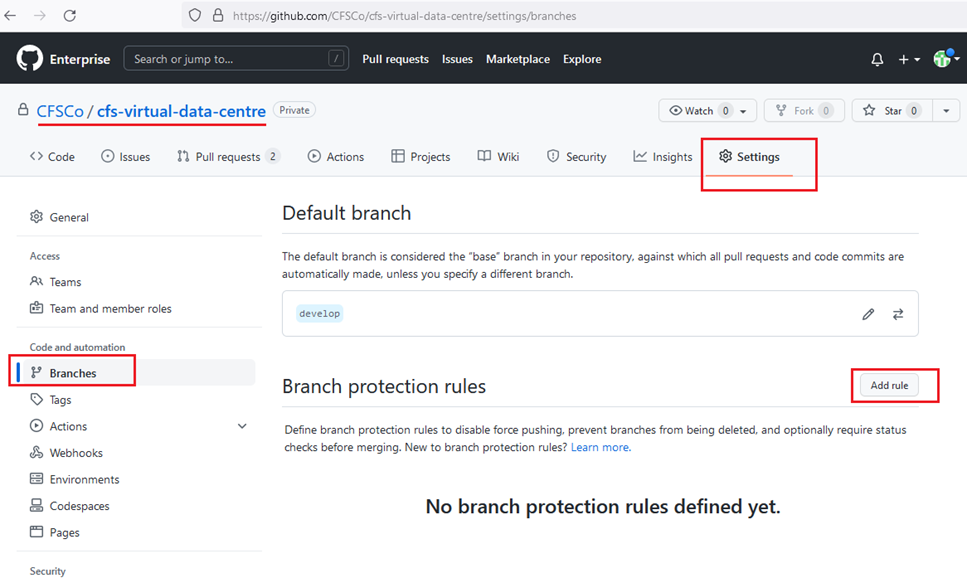 https://github.com/CFSCo/cfs-virtual-data-centre/settings/branches
Enterprise Search or jump to... / Pull requests Issues Marketplace Explore
CFSCo / cfs-virtual-data-centre Private Watch 0 Fork 0 Star 0
Code Issues Pull requests 2 Actions Projects Wiki Security Insights Settings
General
Access
Teams
Team and member roles
Code and automation
Branches
Tags
Actions
Webhooks
Environments
Codespaces
Pages
Security
Default branch
The default branch is considered the "base" branch in your repository, against which all pull requests and code commits are
automatically made, unless you specify a different branch.
develop
Branch protection rules Add rule
Define branch protection rules to disable force pushing, prevent branches from being deleted, and optionally require status
checks before merging. New to branch protection rules? Learn more.
No branch protection rules defined yet.